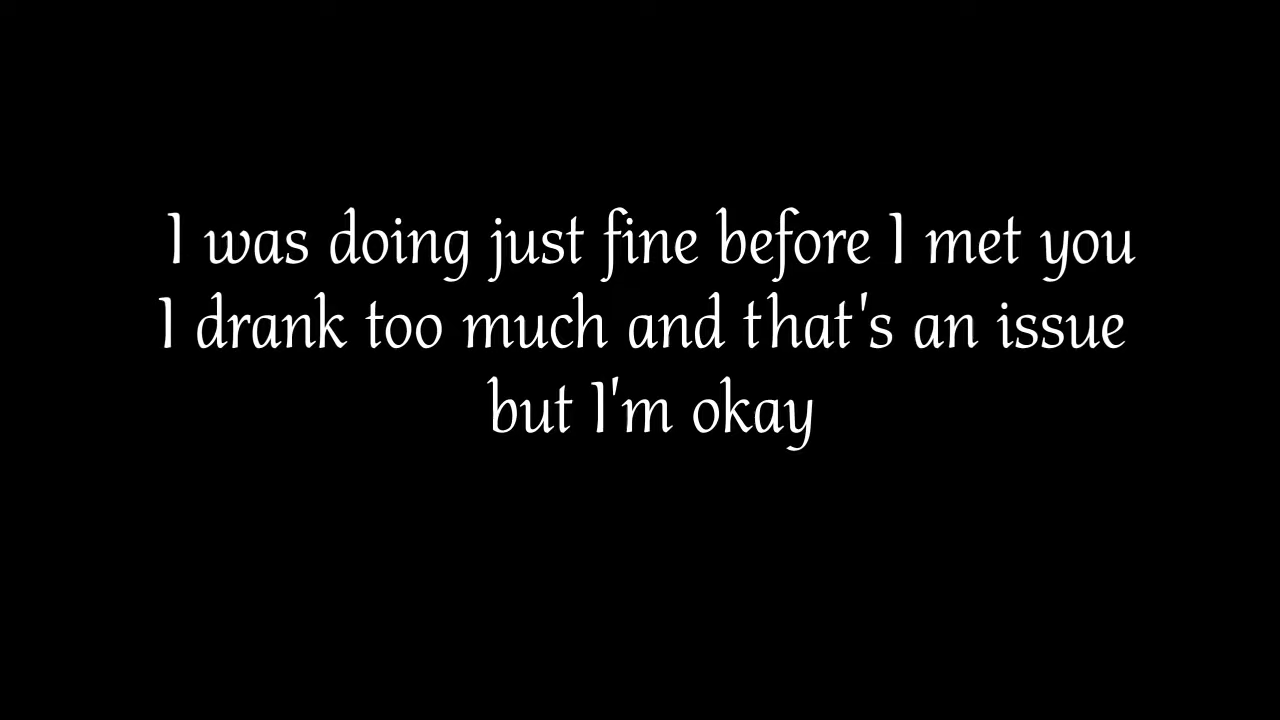 I was doing just fine before I met you
I drank too much and that's an issue
but I'm okay